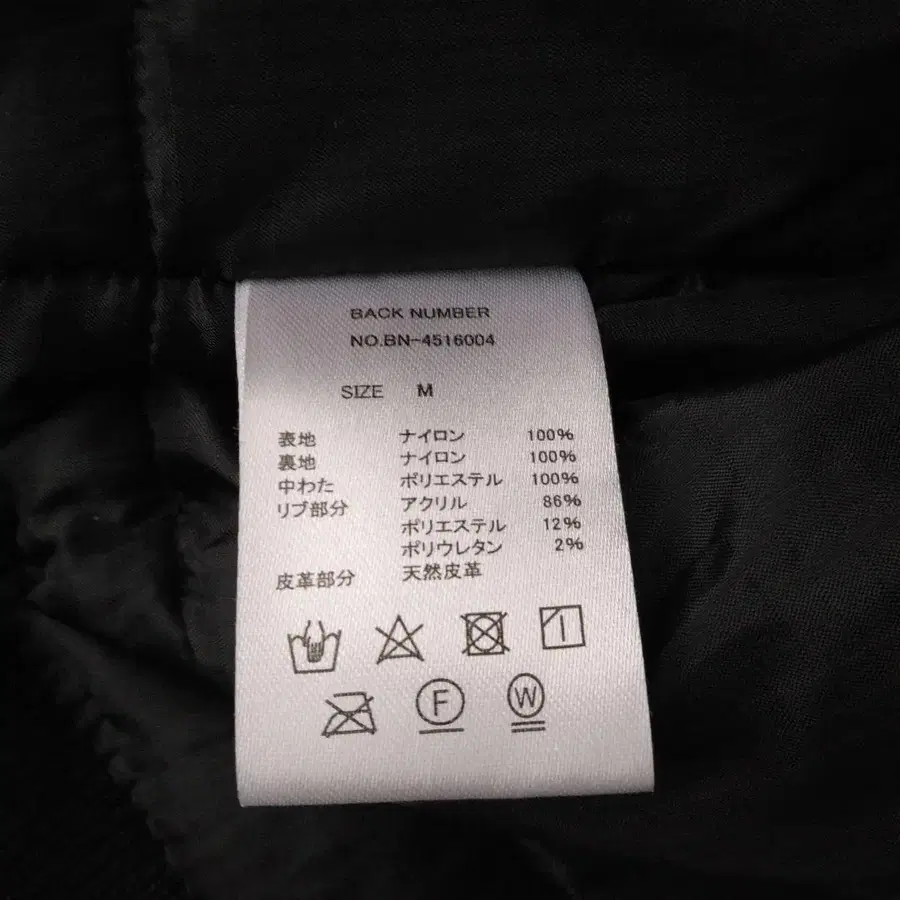 BACK NUMBER
NO.BN-4516004
SIZE M
表地 ナイロン 100%
裏地 ナイロン 100%
中わた ポリエステル 100%
リブ部分 アクリル 86%
ポリエステル 12%
ポリウレタン 2%
皮革部分 天然皮革
F W